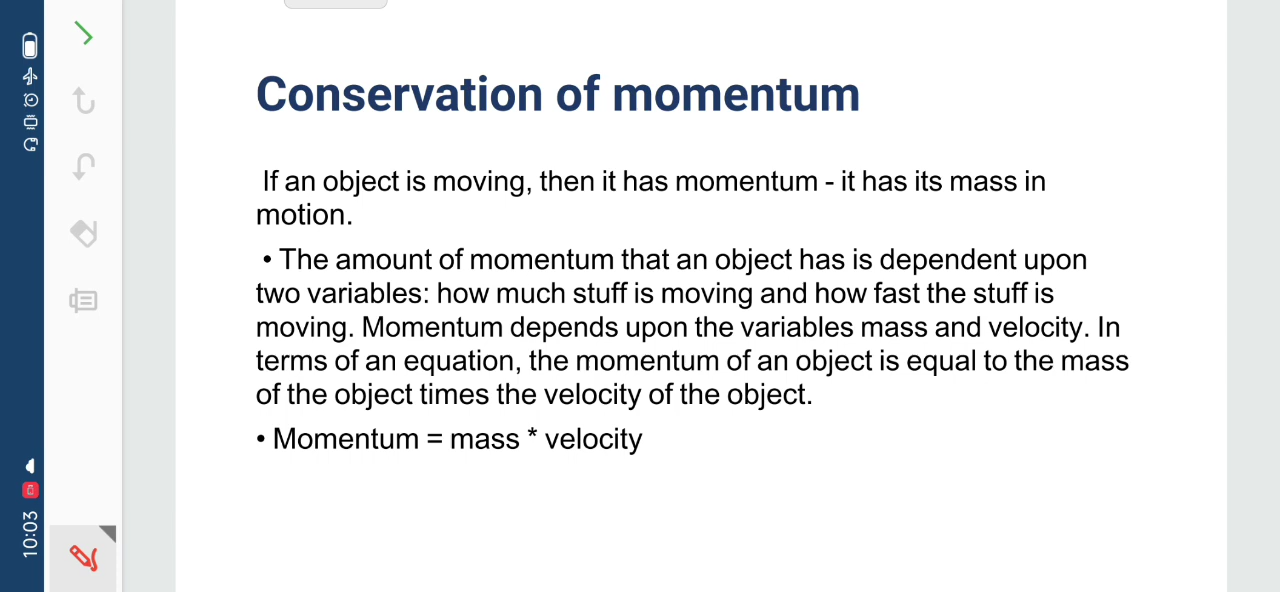 Conservation of momentum
If an object is moving, then it has momentum - it has its mass in
motion.
• The amount of momentum that an object has is dependent upon
two variables: how much stuff is moving and how fast the stuff is
moving. Momentum depends upon the variables mass and velocity. In
terms of an equation, the momentum of an object is equal to the mass
of the object times the velocity of the object.
• Momentum = mass * velocity
10:03